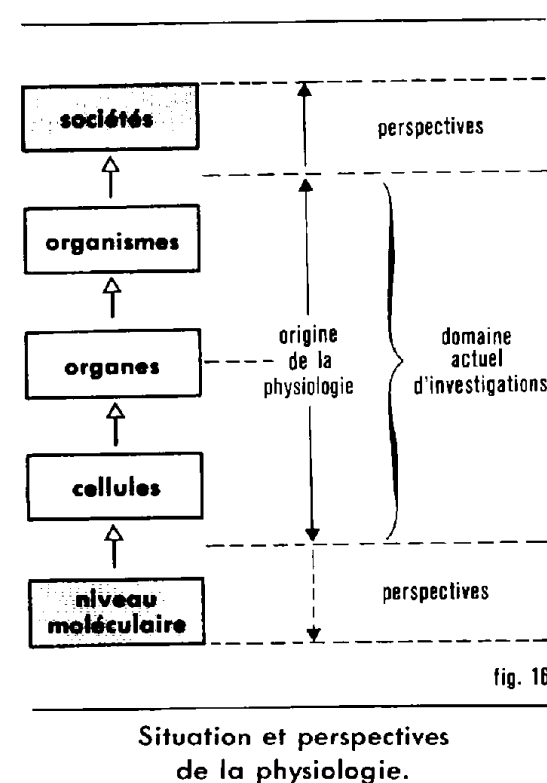 sociétés
perspectives
organismes
organes
origine
de la
physiologie
domaine
actuel
d'investigations
cellules
niveau
moléculaire
perspectives
fig. 16
Situation et perspectives
de la physiologie.